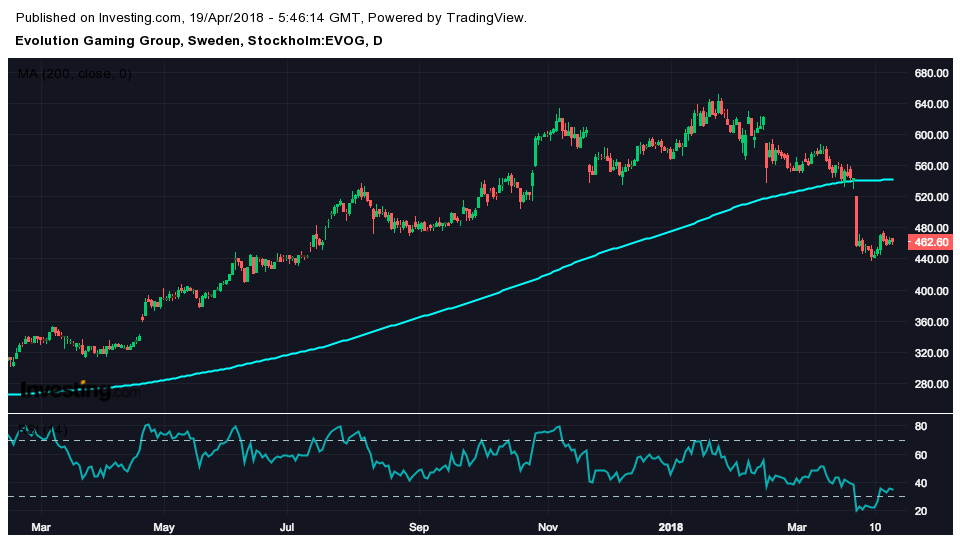 Published on Investing.com, 19/Apr/2018 - 5:46:14 GMT, Powered by TradingView.
Evolution Gaming Group, Sweden, Stockholm:EVOG, D
MA (200, close, 0)
680.00
640.00
600.00
560.00
520.00
480.00
462.60
440.00
400.00
360.00
320.00
280.00
Investing.com
RSI (14)
80
60
40
20
Mar May Jul Sep Nov 2018 Mar 10